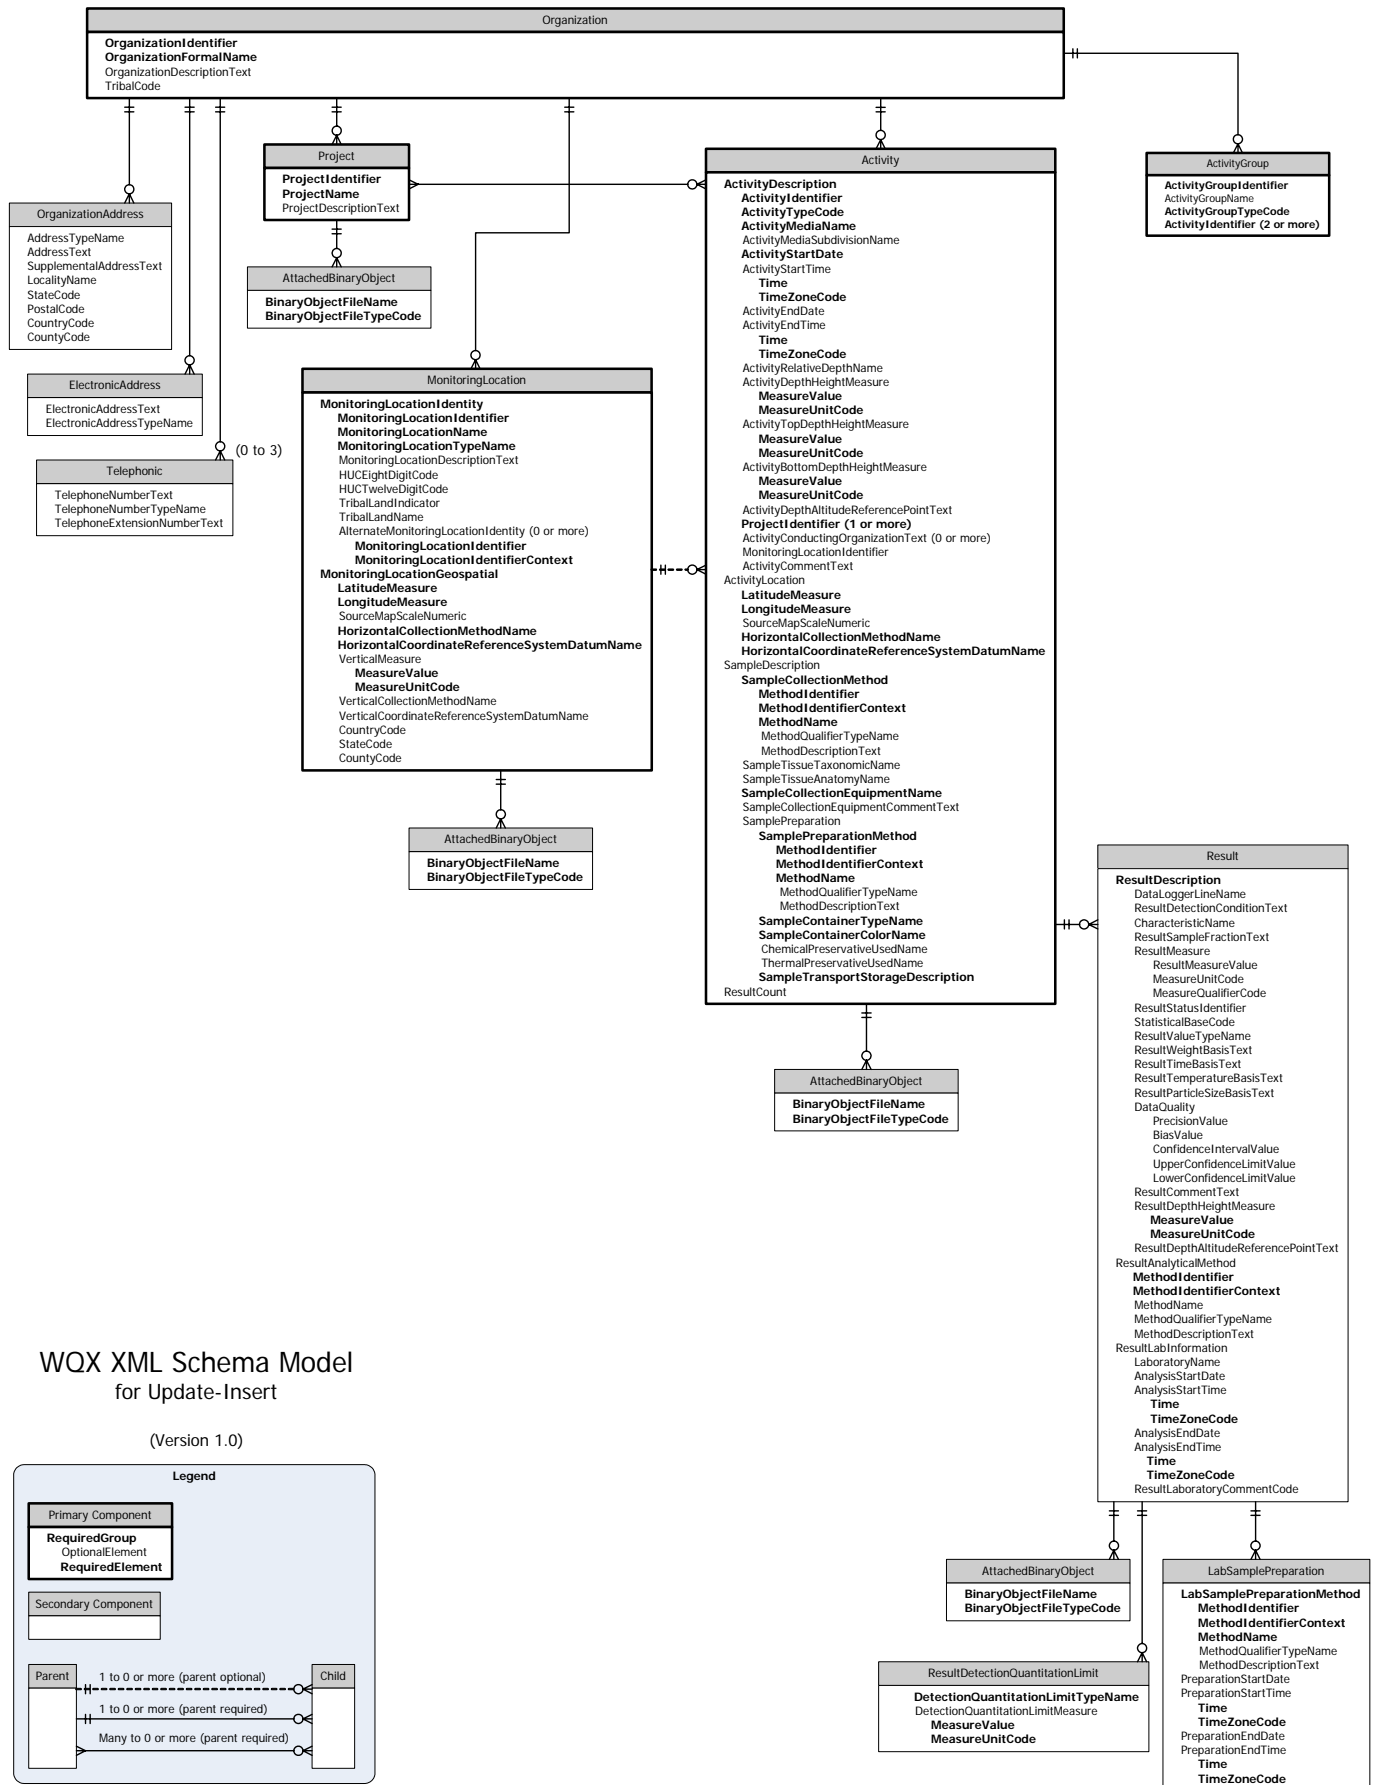 Organization
OrganizationIdentifier
OrganizationFormalName
OrganizationDescriptionText
TribalCode
Project
ProjectIdentifier
ProjectName
ProjectDescriptionText
AttachedBinaryObject
BinaryObjectFileName
BinaryObjectFileTypeCode
OrganizationAddress
AddressTypeName
AddressText
SupplementalAddressText
LocalityName
StateCode
PostalCode
CountryCode
CountyCode
ElectronicAddress
ElectronicAddressText
ElectronicAddressTypeName
(0 to 3)
Telephonic
TelephoneNumberText
TelephoneNumberTypeName
TelephoneExtensionNumberText
MonitoringLocation
MonitoringLocationIdentity
MonitoringLocationIdentifier
MonitoringLocationName
MonitoringLocationTypeName
MonitoringLocationDescriptionText
HUCEightDigitCode
HUCTwelveDigitCode
TribalLandIndicator
TribalLandName
AlternateMonitoringLocationIdentity (0 or more)
MonitoringLocationIdentifier
MonitoringLocationIdentifierContext
MonitoringLocationGeospatial
LatitudeMeasure
LongitudeMeasure
SourceMapScaleNumeric
HorizontalCollectionMethodName
HorizontalCoordinateReferenceSystemDatumName
VerticalMeasure
MeasureValue
MeasureUnitCode
VerticalCollectionMethodName
VerticalCoordinateReferenceSystemDatumName
CountryCode
StateCode
CountyCode
AttachedBinaryObject
BinaryObjectFileName
BinaryObjectFileTypeCode
Activity
ActivityDescription
ActivityIdentifier
ActivityTypeCode
ActivityMediaName
ActivityMediaSubdivisionName
ActivityStartDate
ActivityStartTime
Time
TimeZoneCode
ActivityEndDate
ActivityEndTime
Time
TimeZoneCode
ActivityRelativeDepthName
ActivityDepthHeightMeasure
MeasureValue
MeasureUnitCode
ActivityTopDepthHeightMeasure
MeasureValue
MeasureUnitCode
ActivityBottomDepthHeightMeasure
MeasureValue
MeasureUnitCode
ActivityDepthAltitudeReferencePointText
ProjectIdentifier (1 or more)
ActivityConductingOrganizationText (0 or more)
MonitoringLocationIdentifier
ActivityCommentText
ActivityLocation
LatitudeMeasure
LongitudeMeasure
SourceMapScaleNumeric
HorizontalCollectionMethodName
HorizontalCoordinateReferenceSystemDatumName
SampleDescription
SampleCollectionMethod
MethodIdentifier
MethodIdentifierContext
MethodName
MethodQualifierTypeName
MethodDescriptionText
SampleTissueTaxonomicName
SampleTissueAnatomyName
SampleCollectionEquipmentName
SampleCollectionEquipmentCommentText
SamplePreparation
SamplePreparationMethod
MethodIdentifier
MethodIdentifierContext
MethodName
MethodQualifierTypeName
MethodDescriptionText
SampleContainerTypeName
SampleContainerColorName
ChemicalPreservativeUsedName
ThermalPreservativeUsedName
SampleTransportStorageDescription
ResultCount
AttachedBinaryObject
BinaryObjectFileName
BinaryObjectFileTypeCode
ActivityGroup
ActivityGroupIdentifier
ActivityGroupName
ActivityGroupTypeCode
ActivityIdentifier (2 or more)
Result
ResultDescription
DataLoggerLineName
ResultDetectionConditionText
CharacteristicName
ResultSampleFractionText
ResultMeasure
ResultMeasureValue
MeasureUnitCode
MeasureQualifierCode
ResultStatusIdentifier
StatisticalBaseCode
ResultValueTypeName
ResultWeightBasisText
ResultTimeBasisText
ResultTemperatureBasisText
ResultParticleSizeBasisText
DataQuality
PrecisionValue
BiasValue
ConfidenceIntervalValue
UpperConfidenceLimitValue
LowerConfidenceLimitValue
ResultCommentText
ResultDepthHeightMeasure
MeasureValue
MeasureUnitCode
ResultDepthAltitudeReferencePointText
ResultAnalyticalMethod
MethodIdentifier
MethodIdentifierContext
MethodName
MethodQualifierTypeName
MethodDescriptionText
ResultLabInformation
LaboratoryName
AnalysisStartDate
AnalysisStartTime
Time
TimeZoneCode
AnalysisEndDate
AnalysisEndTime
Time
TimeZoneCode
ResultLaboratoryCommentCode
AttachedBinaryObject
BinaryObjectFileName
BinaryObjectFileTypeCode
ResultDetectionQuantitationLimit
DetectionQuantitationLimitTypeName
DetectionQuantitationLimitMeasure
MeasureValue
MeasureUnitCode
LabSamplePreparation
LabSamplePreparationMethod
MethodIdentifier
MethodIdentifierContext
MethodName
MethodQualifierTypeName
MethodDescriptionText
PreparationStartDate
PreparationStartTime
Time
TimeZoneCode
PreparationEndDate
PreparationEndTime
Time
TimeZoneCode
WQX XML Schema Model
for Update-Insert
(Version 1.0)
Legend
Primary Component
RequiredGroup
OptionalElement
RequiredElement
Secondary Component
Parent
Child
1 to 0 or more (parent optional)
1 to 0 or more (parent required)
Many to 0 or more (parent required)